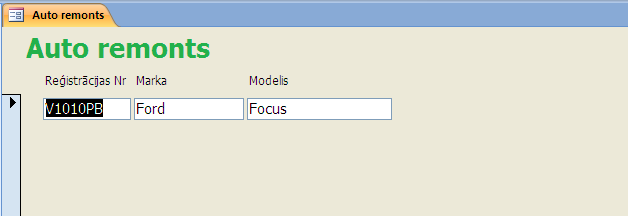 Auto remonts
Auto remonts
Reģistrācijas Nr Marka Modelis
V1010PB Ford Focus